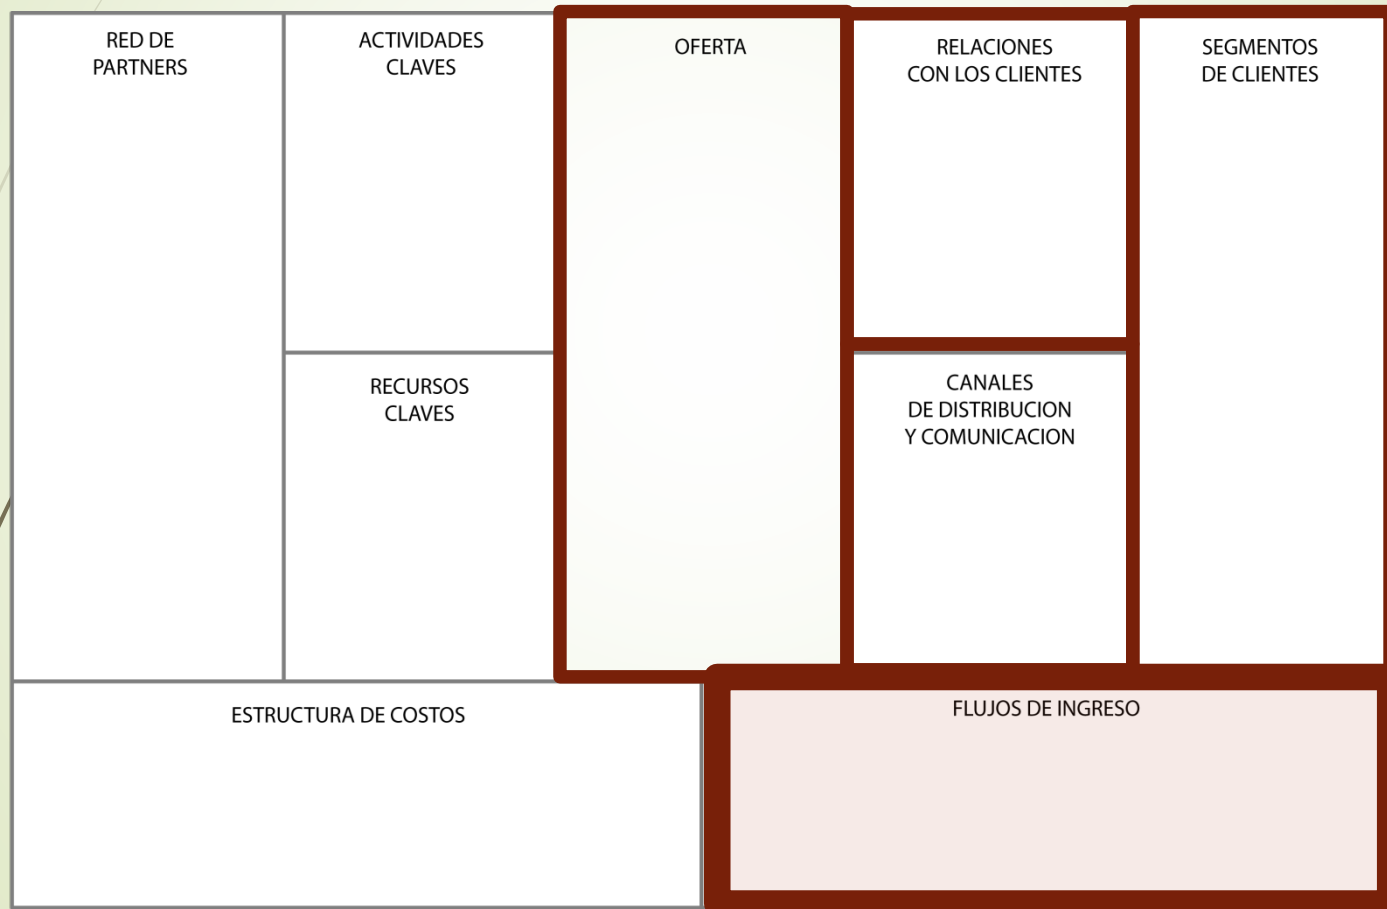 RED DE
PARTNERS
ACTIVIDADES
CLAVES
OFERTA
RELACIONES
CON LOS CLIENTES
SEGMENTOS
DE CLIENTES
RECURSOS
CLAVES
CANALES
DE DISTRIBUCION
Y COMUNICACION
ESTRUCTURA DE COSTOS
FLUJOS DE INGRESO